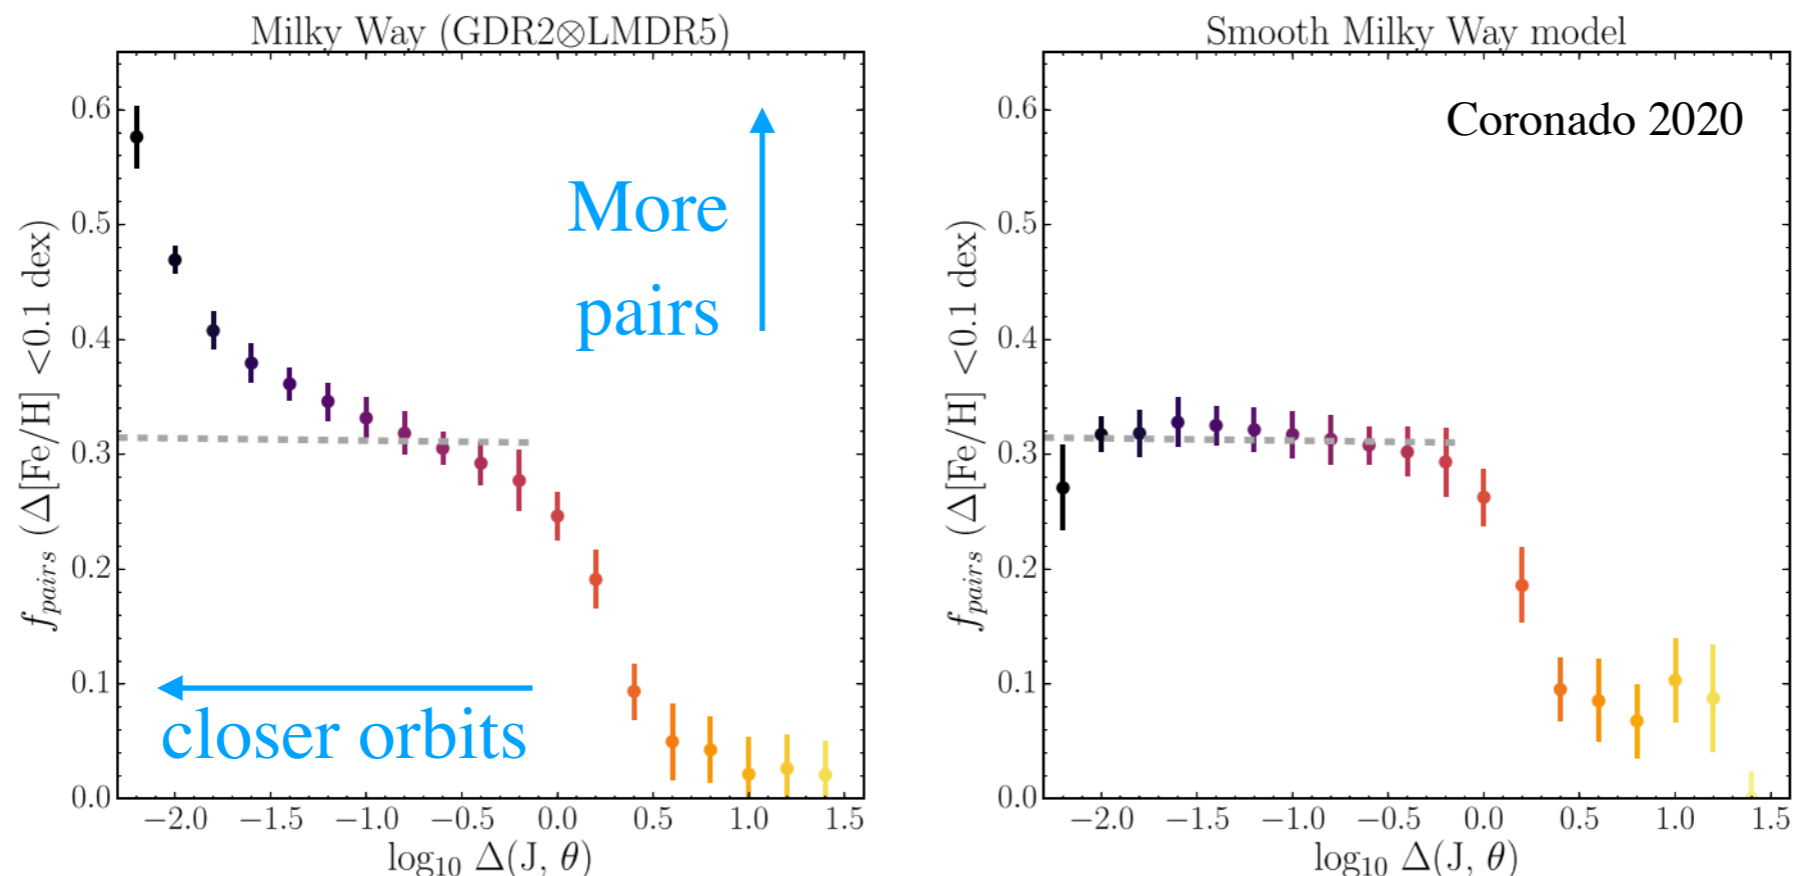 Milky Way (GDR2⊗LMDR5)
0.6
0.5
0.4
0.3
0.2
0.1
0.0
f_pairs (Δ[Fe/H] <0.1 dex)
More
pairs
closer orbits
−2.0 −1.5 −1.0 −0.5 0.0 0.5 1.0 1.5
log₁₀ Δ(J, θ)
Smooth Milky Way model
Coronado 2020
0.6
0.5
0.4
0.3
0.2
0.1
0.0
f_pairs (Δ[Fe/H] <0.1 dex)
−2.0 −1.5 −1.0 −0.5 0.0 0.5 1.0 1.5
log₁₀ Δ(J, θ)